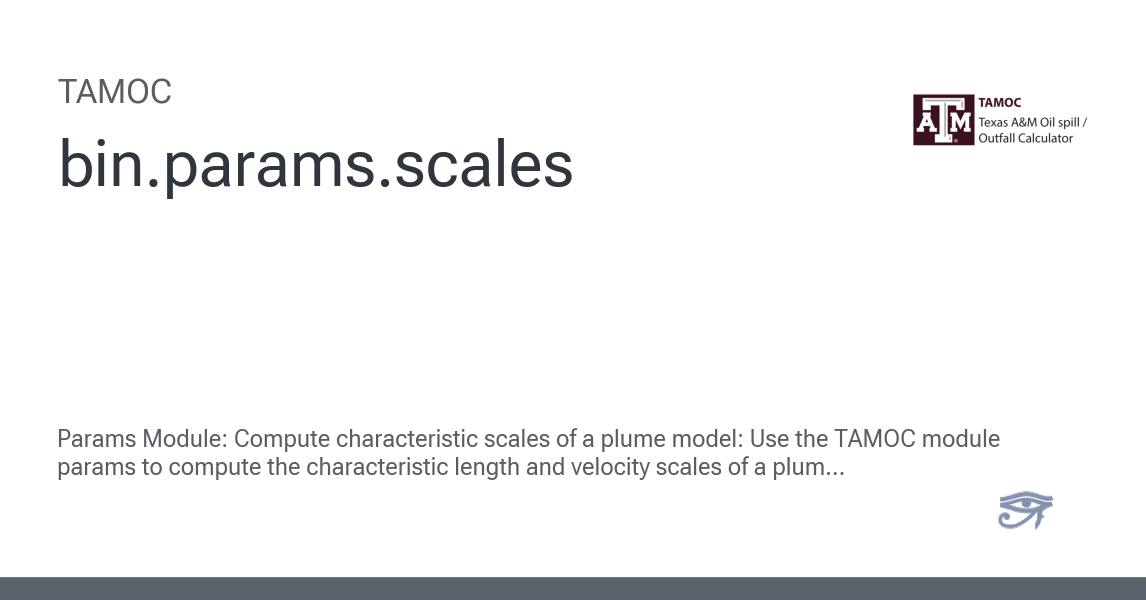 TAMOC
bin.params.scales
ATM
TAMOC
Texas A&M Oil spill /
Outfall Calculator
Params Module: Compute characteristic scales of a plume model: Use the TAMOC module
params to compute the characteristic length and velocity scales of a plum...